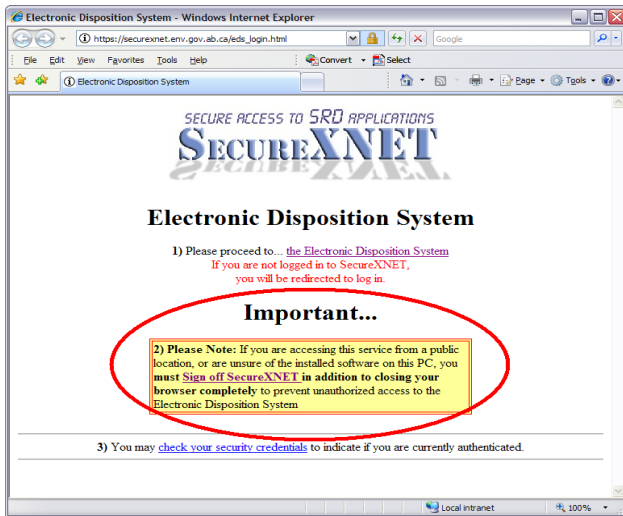 Electronic Disposition System - Windows Internet Explorer
https://securexnet.env.gov.ab.ca/eds_login.html
Google
File Edit View Favorites Tools Help
Convert Select
Electronic Disposition System
Page Tools
SECURE ACCESS TO SRD APPLICATIONS
SECUREXNET
Electronic Disposition System
1) Please proceed to... the Electronic Disposition System
If you are not logged in to SecureXNET,
you will be redirected to log in.
Important...
2) Please Note: If you are accessing this service from a public
location, or are unsure of the installed software on this PC, you
must Sign off SecureXNET in addition to closing your
browser completely to prevent unauthorized access to the
Electronic Disposition System
3) You may check your security credentials to indicate if you are currently authenticated.
Local intranet
100%